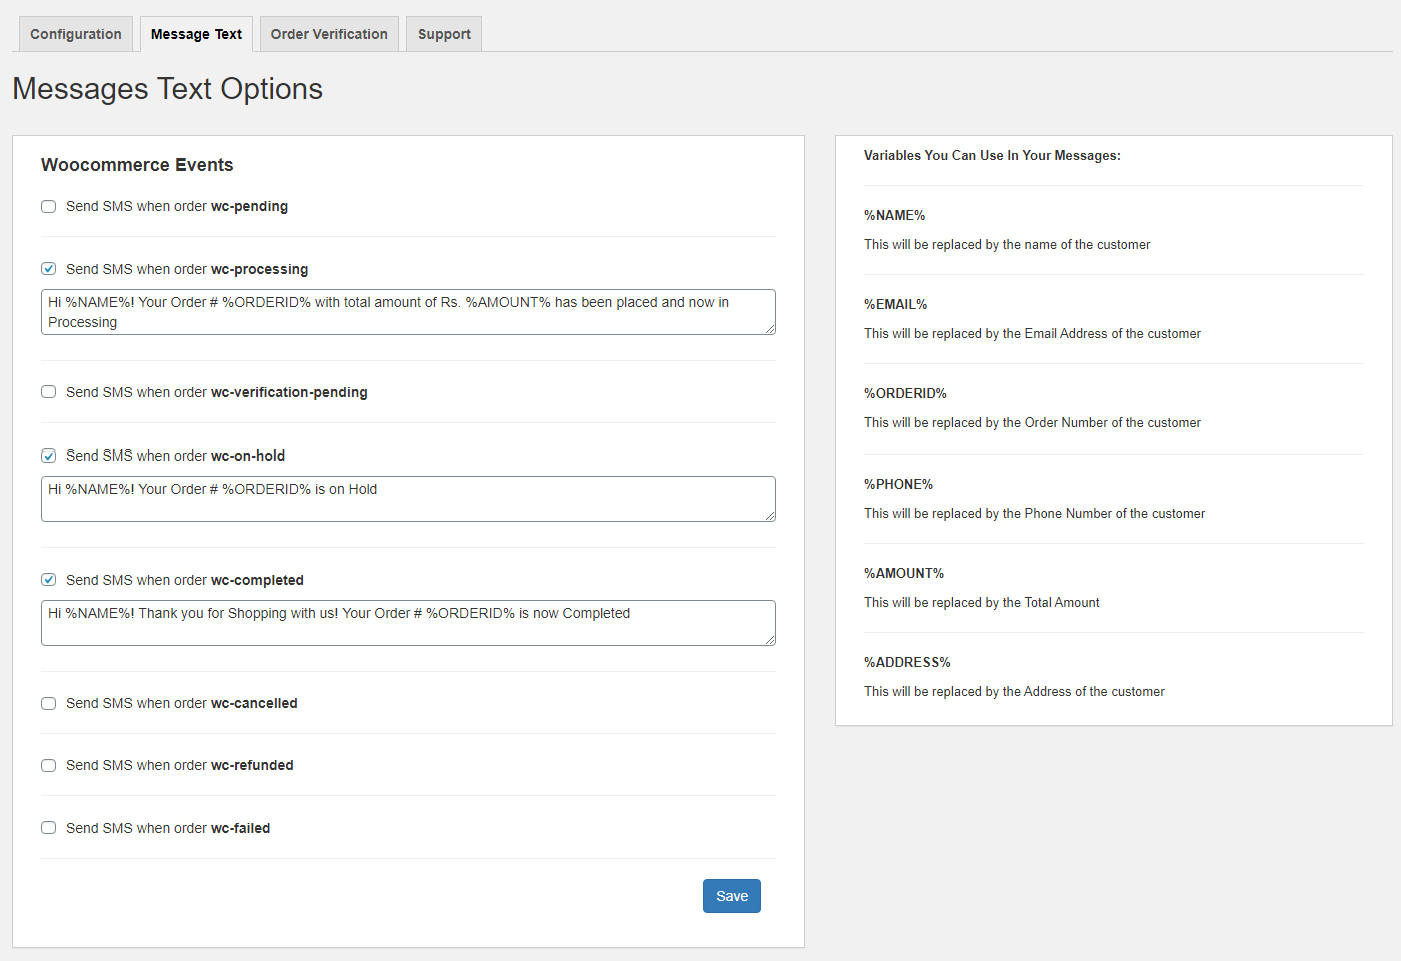 Configuration
Message Text
Order Verification
Support
Messages Text Options
Woocommerce Events
Send SMS when order wc-pending
Send SMS when order wc-processing
Hi %NAME%! Your Order # %ORDERID% with total amount of Rs. %AMOUNT% has been placed and now in
Processing
Send SMS when order wc-verification-pending
Send SMS when order wc-on-hold
Hi %NAME%! Your Order # %ORDERID% is on Hold
Send SMS when order wc-completed
Hi %NAME%! Thank you for Shopping with us! Your Order # %ORDERID% is now Completed
Send SMS when order wc-cancelled
Send SMS when order wc-refunded
Send SMS when order wc-failed
Save
Variables You Can Use In Your Messages:
%NAME%
This will be replaced by the name of the customer
%EMAIL%
This will be replaced by the Email Address of the customer
%ORDERID%
This will be replaced by the Order Number of the customer
%PHONE%
This will be replaced by the Phone Number of the customer
%AMOUNT%
This will be replaced by the Total Amount
%ADDRESS%
This will be replaced by the Address of the customer